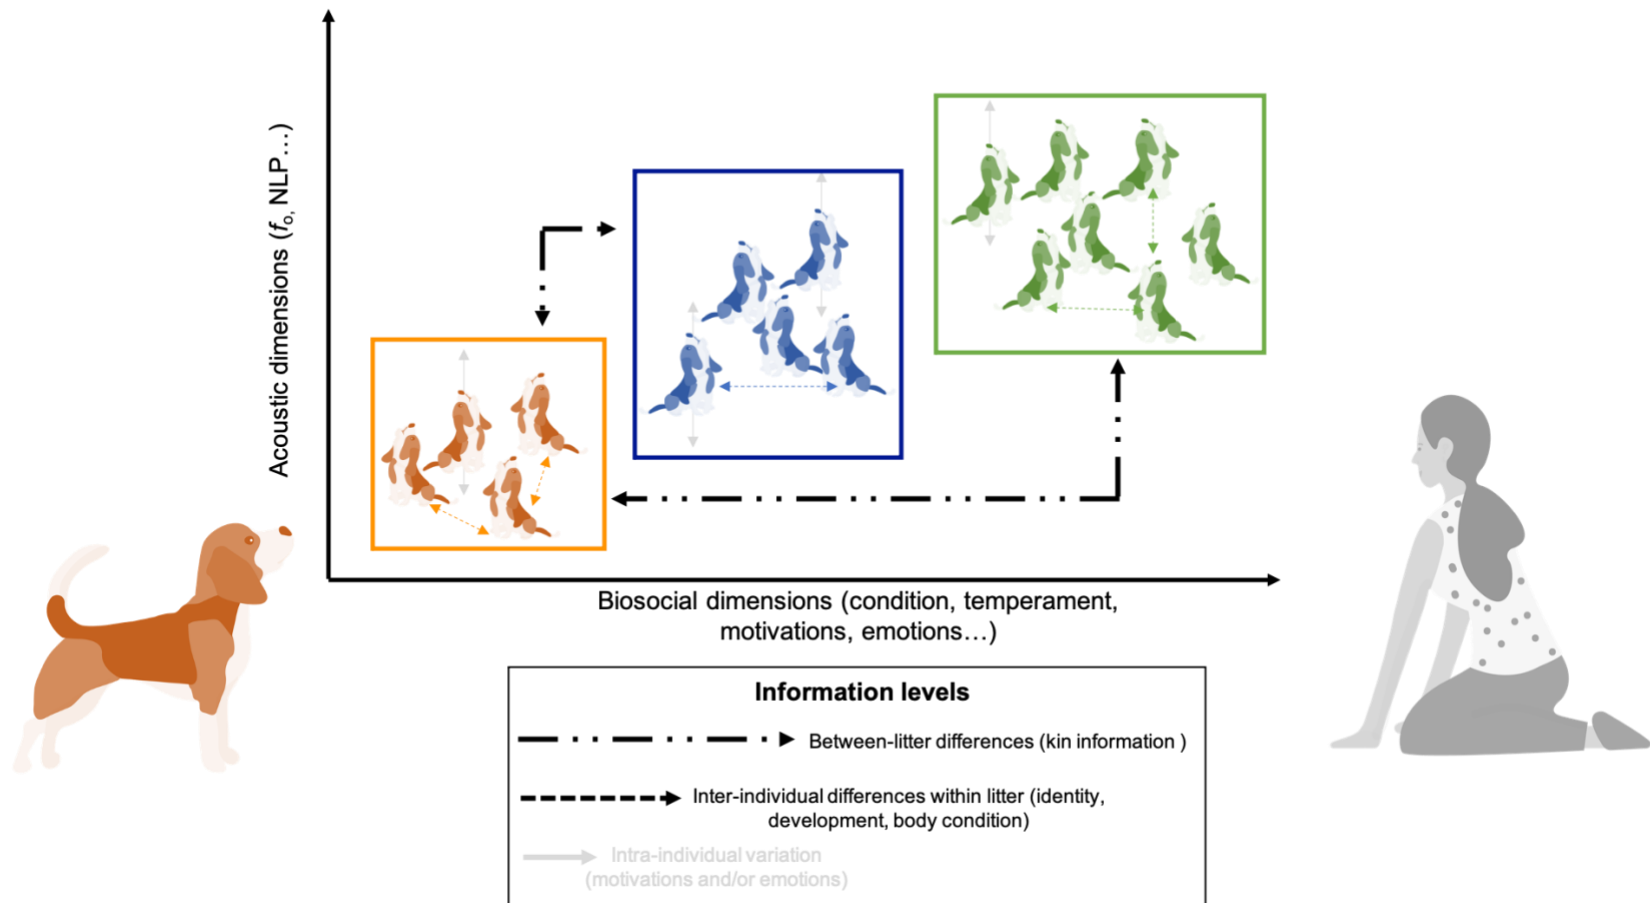 Acoustic dimensions (fo, NLP…)
Biosocial dimensions (condition, temperament,
motivations, emotions…)
Information levels
Between-litter differences (kin information )
Inter-individual differences within litter (identity,
development, body condition)
Intra-individual variation
(motivations and/or emotions)